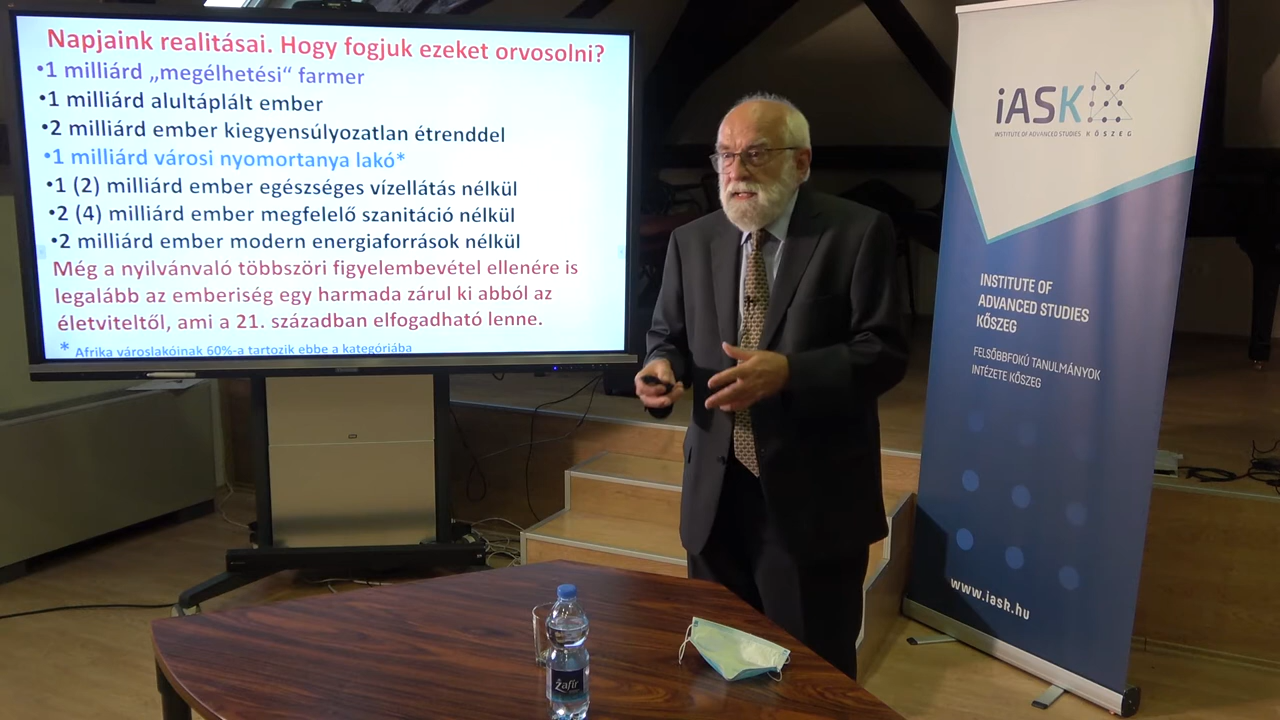 Napjaink realitásai. Hogy fogjuk ezeket orvosolni?
•1 milliárd „megélhetési“ farmer
•1 milliárd alultáplált ember
•2 milliárd ember kiegyensúlyozatlan étrenddel
•1 milliárd városi nyomortanya lakó*
•1 (2) milliárd ember egészséges vízellátás nélkül
•2 (4) milliárd ember megfelelő szanitáció nélkül
•2 milliárd ember modern energiaforrások nélkül
Még a nyilvánvaló többszöri figyelembevétel ellenére is
legalább az emberiség egy harmada zárul ki abból az
életviteltől, ami a 21. században elfogadható lenne.
* Afrika városlakóinak 60%-a tartozik ebbe a kategóriába
iASK
INSTITUTE OF ADVANCED STUDIES KŐSZEG
INSTITUTE OF
ADVANCED STUDIES
KŐSZEG
FELSŐBBFOKÚ TANULMÁNYOK
INTÉZETE KŐSZEG
www.iask.hu
Zafír